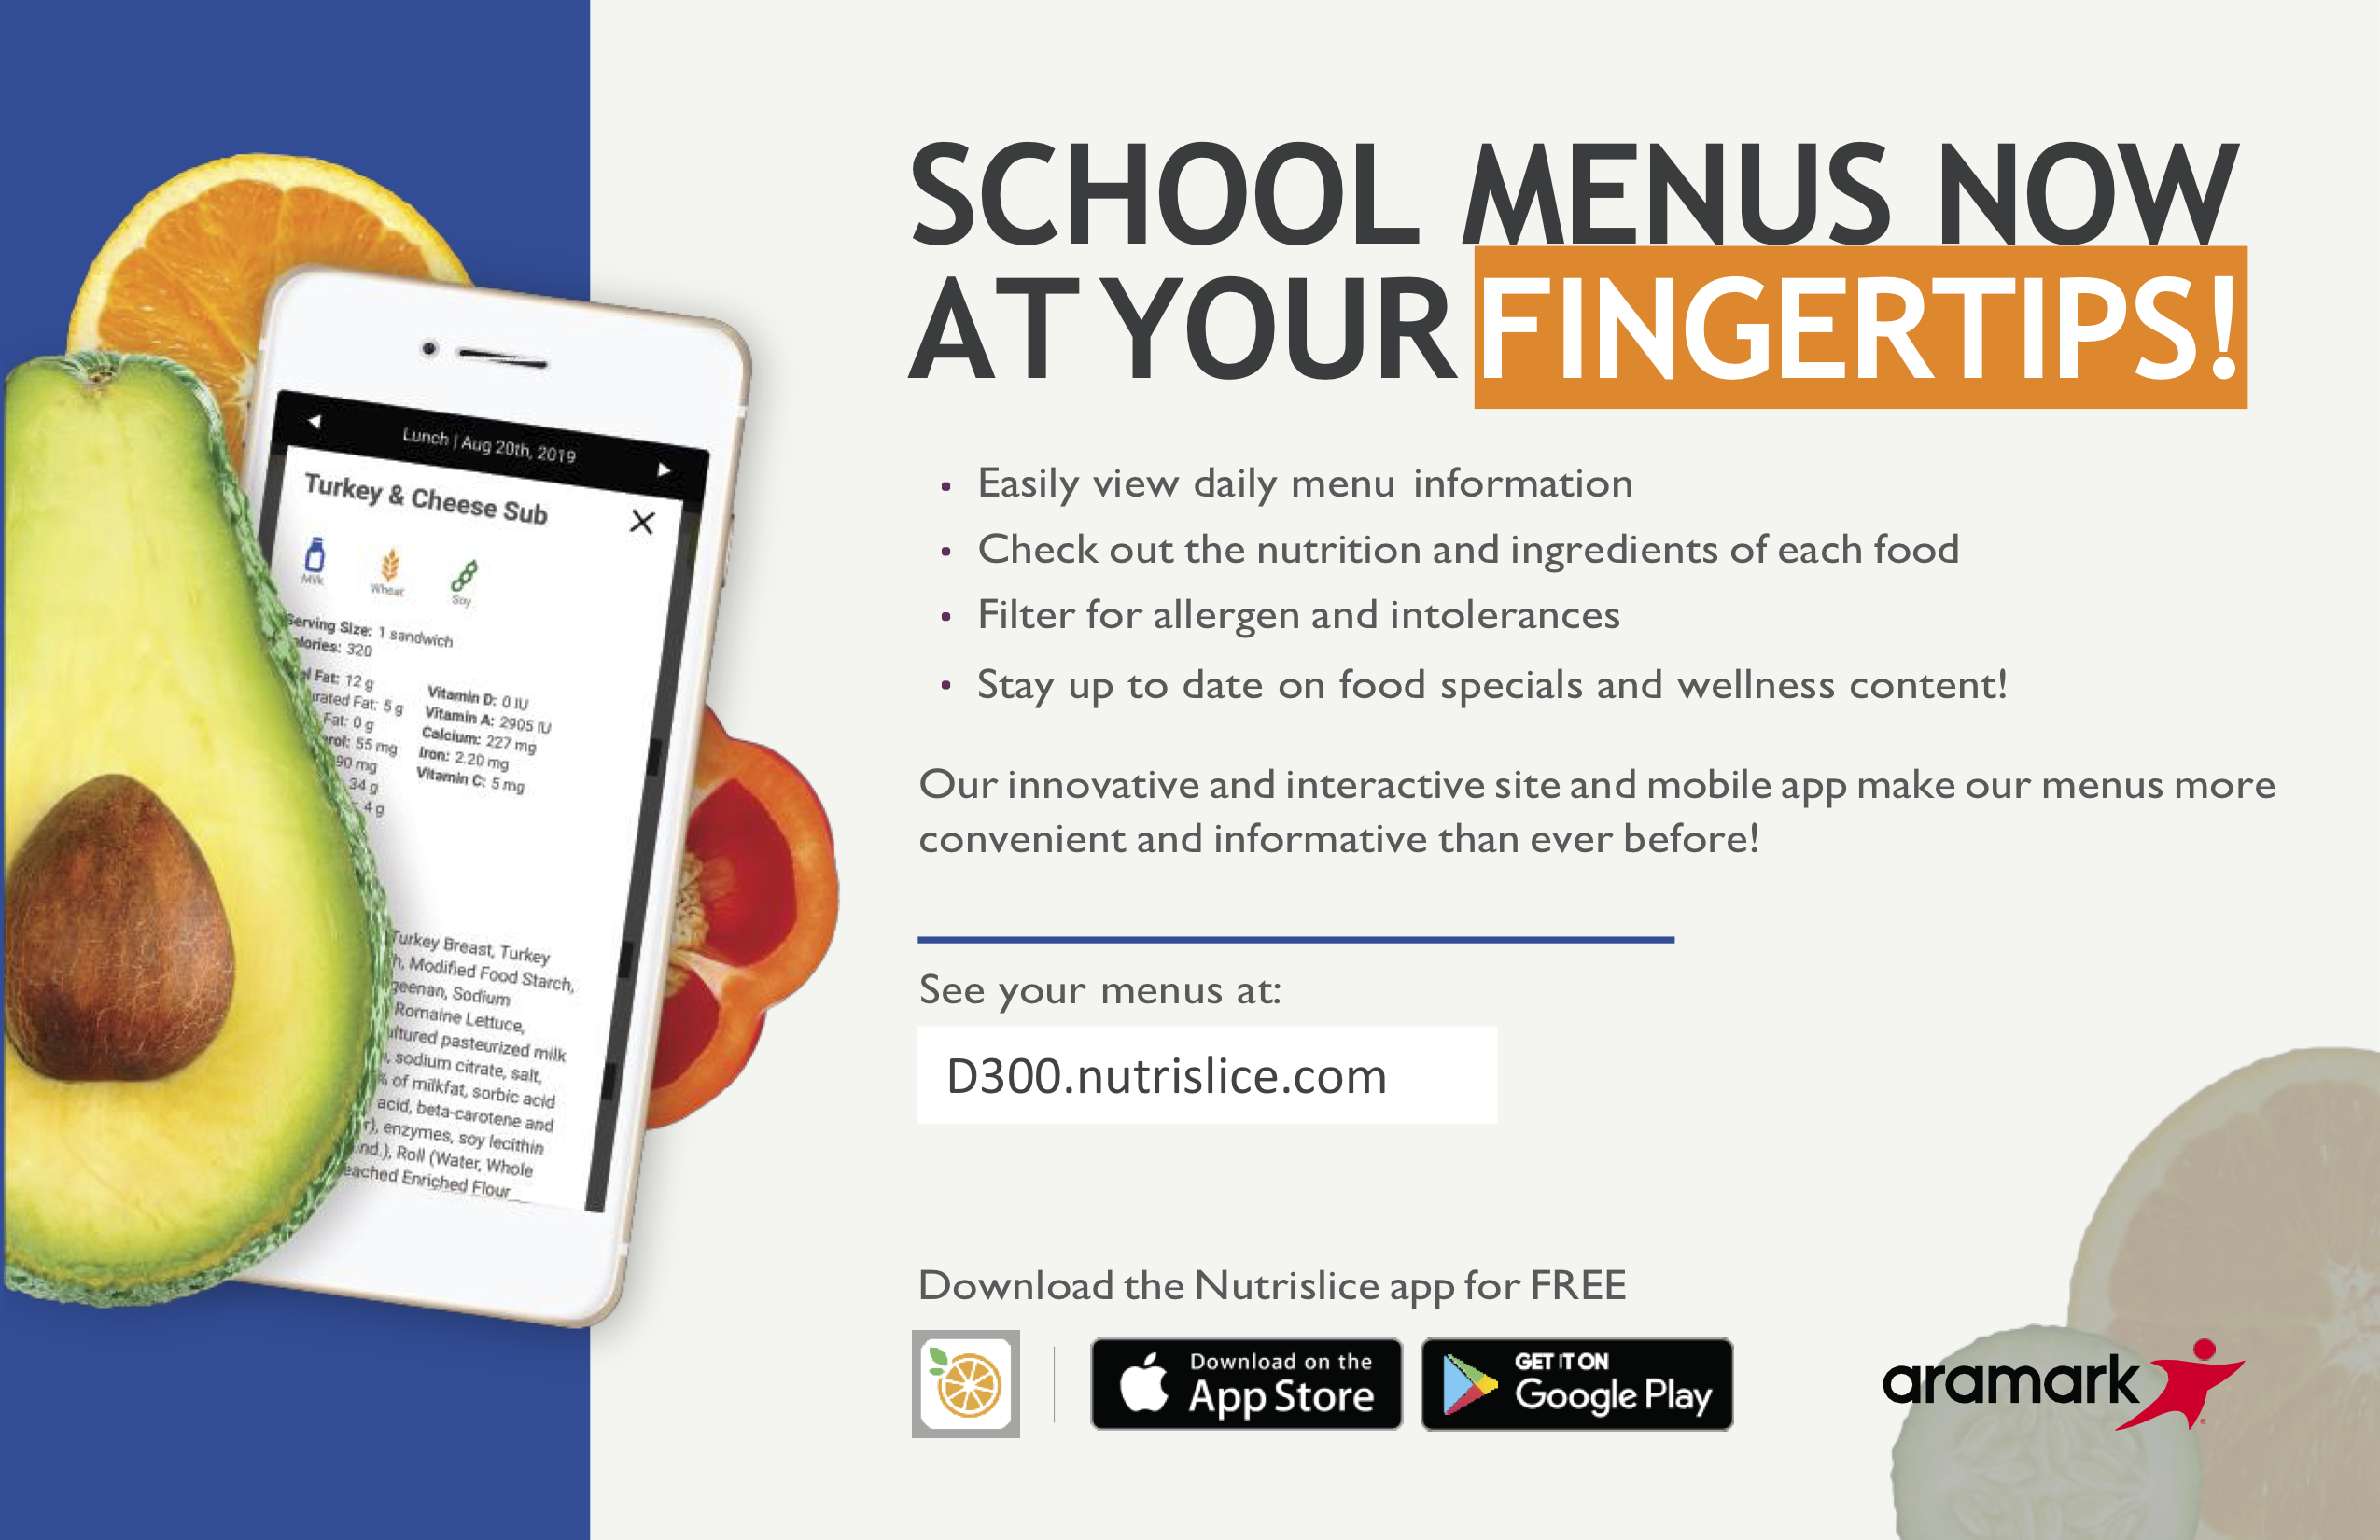 SCHOOL MENUS NOW
AT YOUR FINGERTIPS!
• Easily view daily menu information
• Check out the nutrition and ingredients of each food
• Filter for allergen and intolerances
• Stay up to date on food specials and wellness content!
Our innovative and interactive site and mobile app make our menus more
convenient and informative than ever before!
See your menus at:
D300.nutrislice.com
Download the Nutrislice app for FREE
Download on the
App Store
GET IT ON
Google Play
aramark
Lunch | Aug 20th, 2019
Turkey & Cheese Sub
Milk
Wheat
Soy
Serving Size: 1 sandwich
320
Fat: 12 g
Fat: 5 g
Fat: 0 g
55 mg
90 mg
34 g
4 g
Vitamin D: 0 IU
Vitamin A: 2905 IU
Calcium: 227 mg
Iron: 2.20 mg
Vitamin C: 5 mg
Turkey Breast, Turkey
Modified Food Starch,
Sodium
Romaine Lettuce,
pasteurized milk
sodium citrate, salt,
% of milkfat, sorbic acid
acid, beta-carotene and
enzymes, soy lecithin
Roll (Water, Whole
Enriched Flour